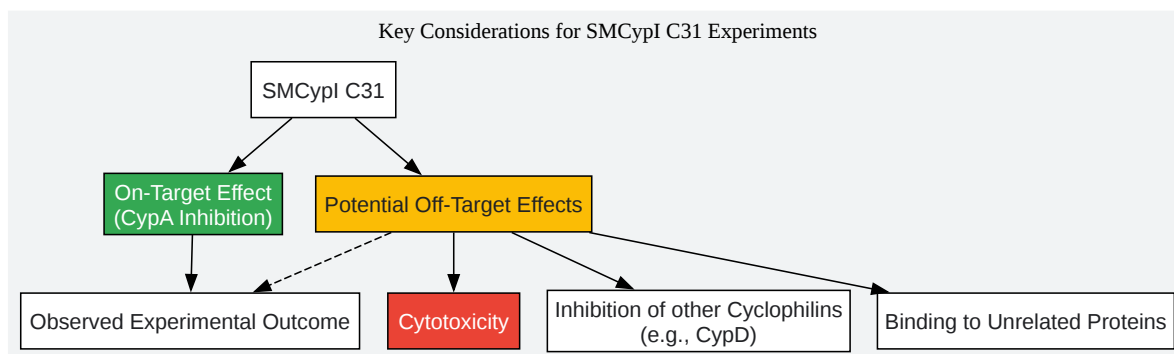 Key Considerations for SMCypI C31 Experiments
SMCypI C31
On-Target Effect
(CypA Inhibition)
Potential Off-Target Effects
Observed Experimental Outcome
Cytotoxicity
Inhibition of other Cyclophilins
(e.g., CypD)
Binding to Unrelated Proteins